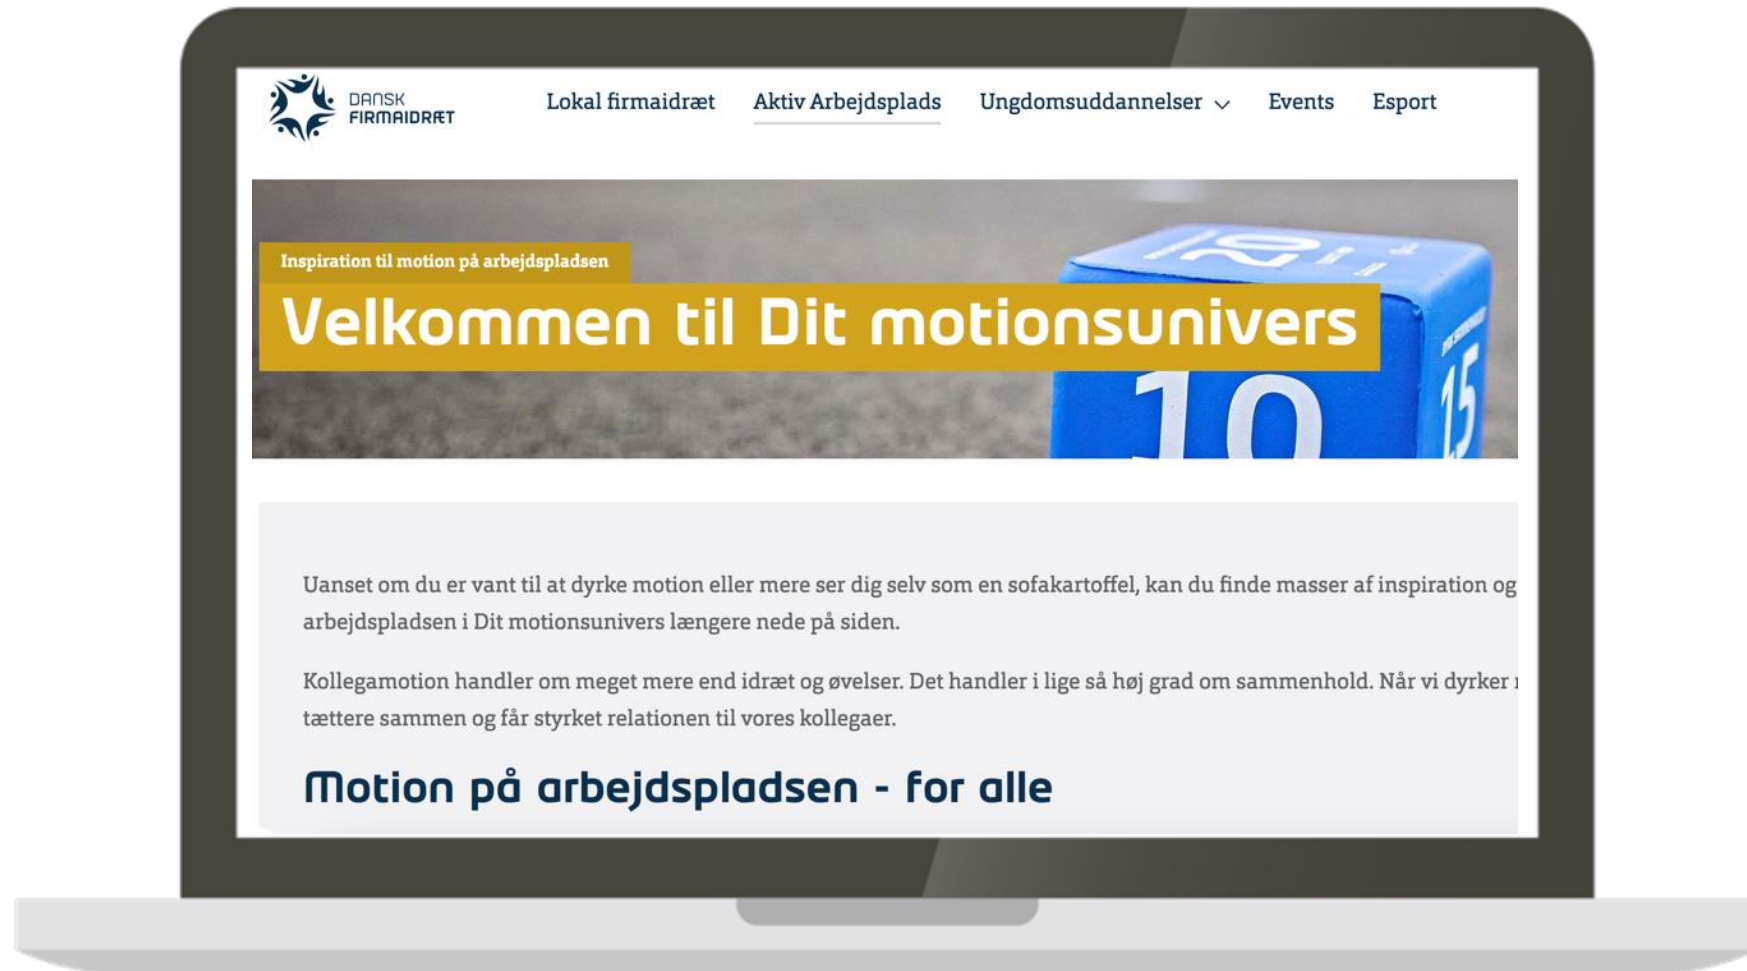 DANSK
FIRMAIDRÆT
Lokal firmaidræt Aktiv Arbejdsplads Ungdomsuddannelser Events Esport
Inspiration til motion på arbejdspladsen
Velkommen til Dit motionsunivers
20
10
15
Uanset om du er vant til at dyrke motion eller mere ser dig selv som en sofakartoffel, kan du finde masser af inspiration og
arbejdspladsen i Dit motionsunivers længere nede på siden.
Kollegamotion handler om meget mere end idræt og øvelser. Det handler i lige så høj grad om sammenhold. Når vi dyrker
tættere sammen og får styrket relationen til vores kollegaer.
Motion på arbejdspladsen - for alle